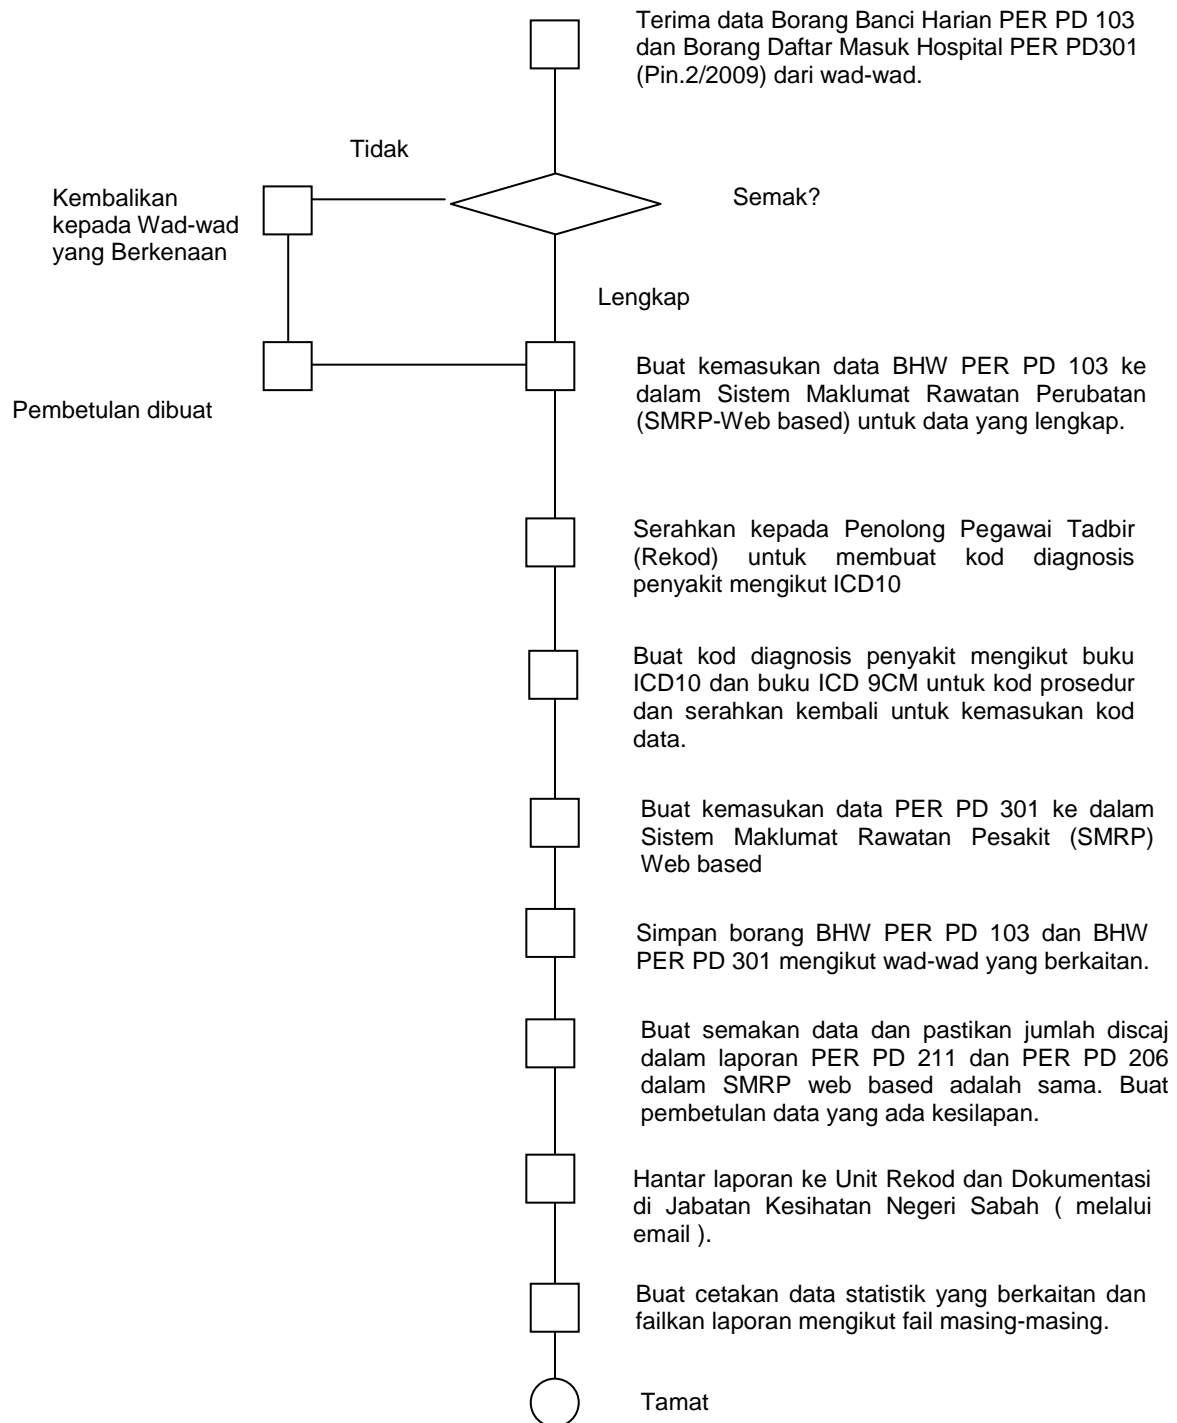 Terima data Borang Banci Harian PER PD 103
dan Borang Daftar Masuk Hospital PER PD301
(Pin.2/2009) dari wad-wad.
Tidak
Semak?
Kembalikan
kepada Wad-wad
yang Berkenaan
Lengkap
Buat kemasukan data BHW PER PD 103 ke
dalam Sistem Maklumat Rawatan Perubatan
(SMRP-Web based) untuk data yang lengkap.
Pembetulan dibuat
Serahkan kepada Penolong Pegawai Tadbir
(Rekod) untuk membuat kod diagnosis
penyakit mengikut ICD10
Buat kod diagnosis penyakit mengikut buku
ICD10 dan buku ICD 9CM untuk kod prosedur
dan serahkan kembali untuk kemasukan kod
data.
Buat kemasukan data PER PD 301 ke dalam
Sistem Maklumat Rawatan Pesakit (SMRP)
Web based
Simpan borang BHW PER PD 103 dan BHW
PER PD 301 mengikut wad-wad yang berkaitan.
Buat semakan data dan pastikan jumlah discaj
dalam laporan PER PD 211 dan PER PD 206
dalam SMRP web based adalah sama. Buat
pembetulan data yang ada kesilapan.
Hantar laporan ke Unit Rekod dan Dokumentasi
di Jabatan Kesihatan Negeri Sabah ( melalui
email ).
Buat cetakan data statistik yang berkaitan dan
failkan laporan mengikut fail masing-masing.
Tamat